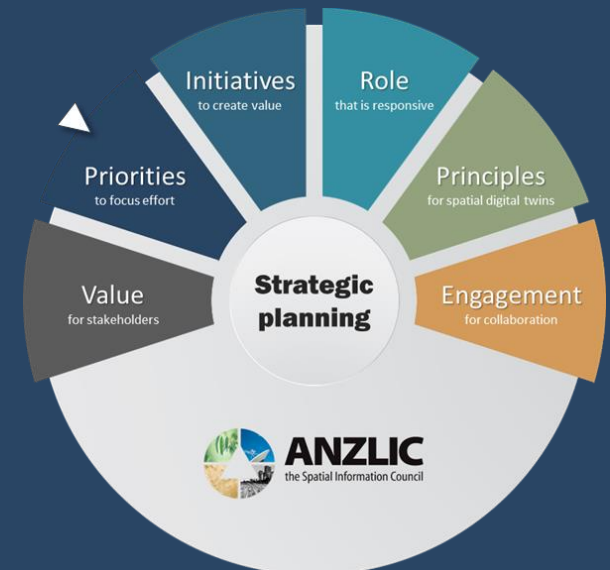 Initiatives
to create value
Role
that is responsive
Priorities
to focus effort
Principles
for spatial digital twins
Value
for stakeholders
Strategic
planning
Engagement
for collaboration
ANZLIC
the Spatial Information Council